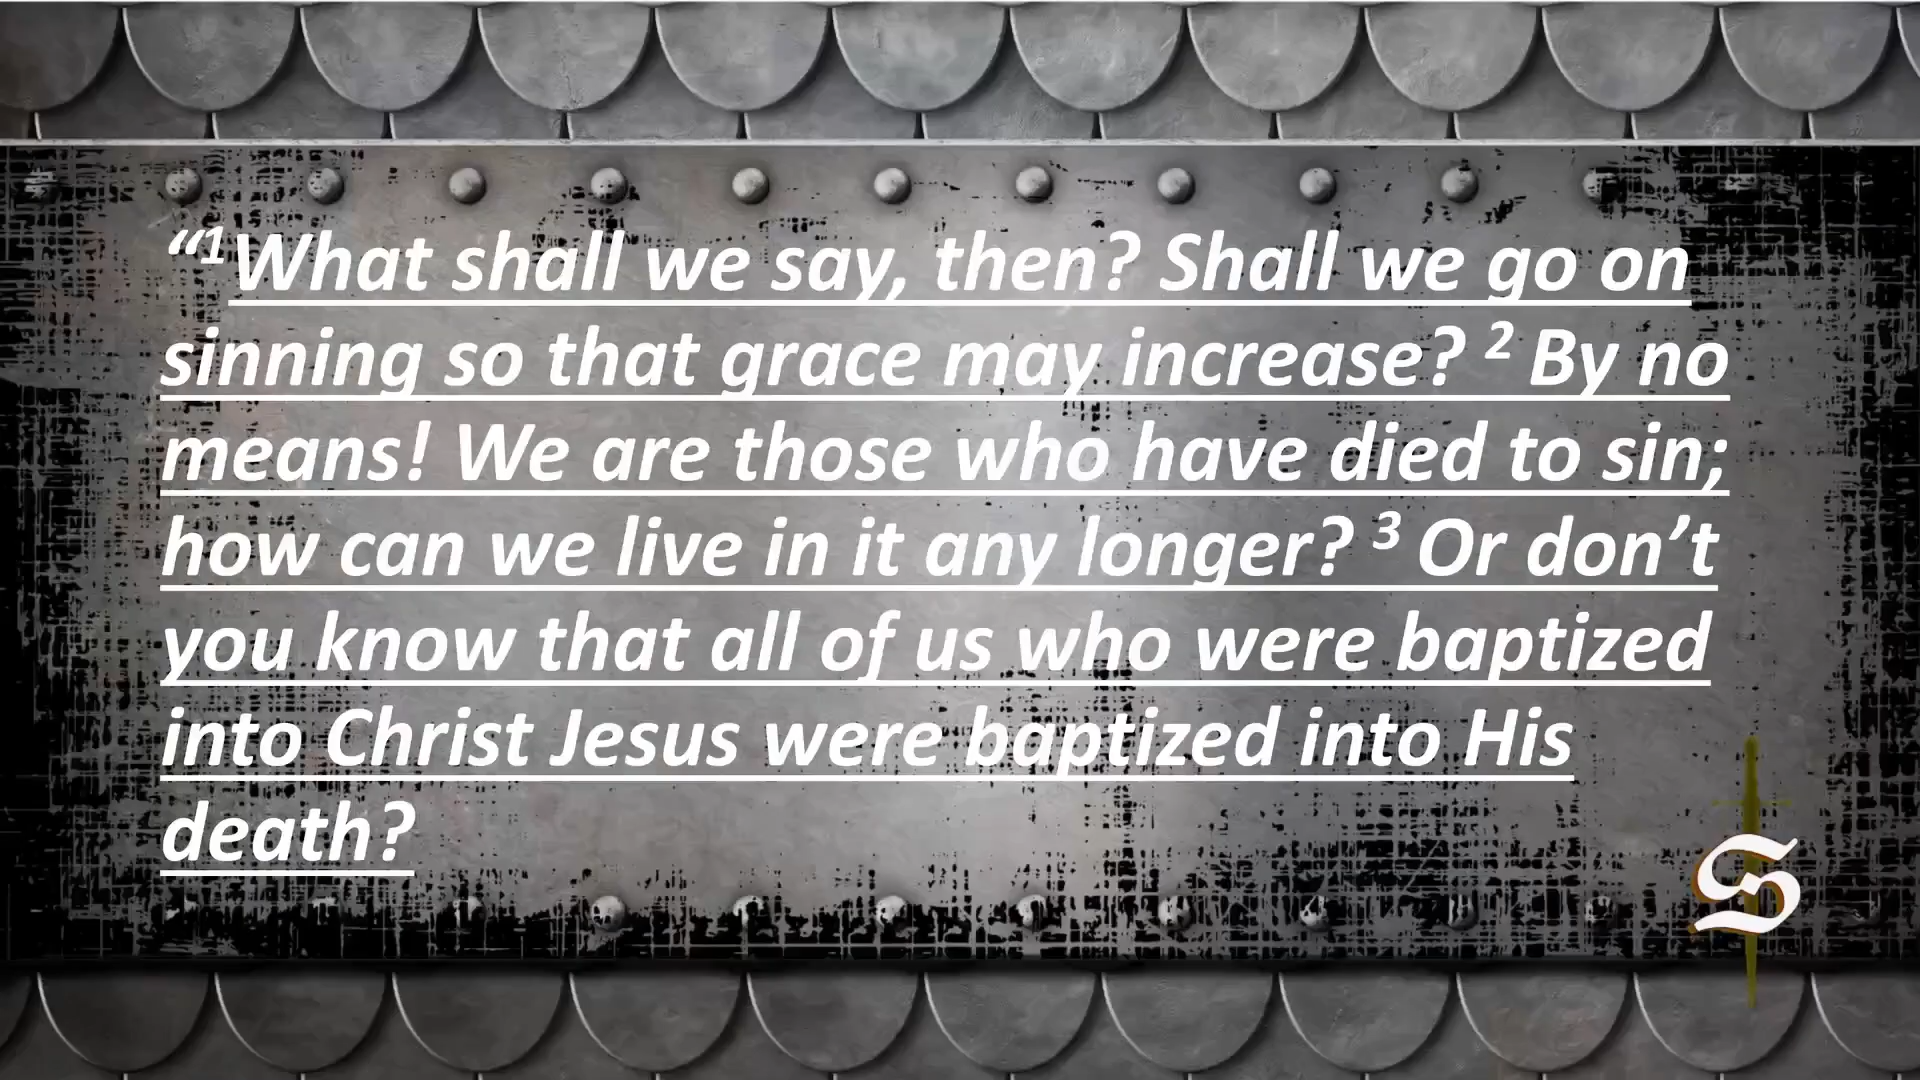 “¹What shall we say, then? Shall we go on
sinning so that grace may increase? ² By no
means! We are those who have died to sin;
how can we live in it any longer? ³ Or don’t
you know that all of us who were baptized
into Christ Jesus were baptized into His
death?
S